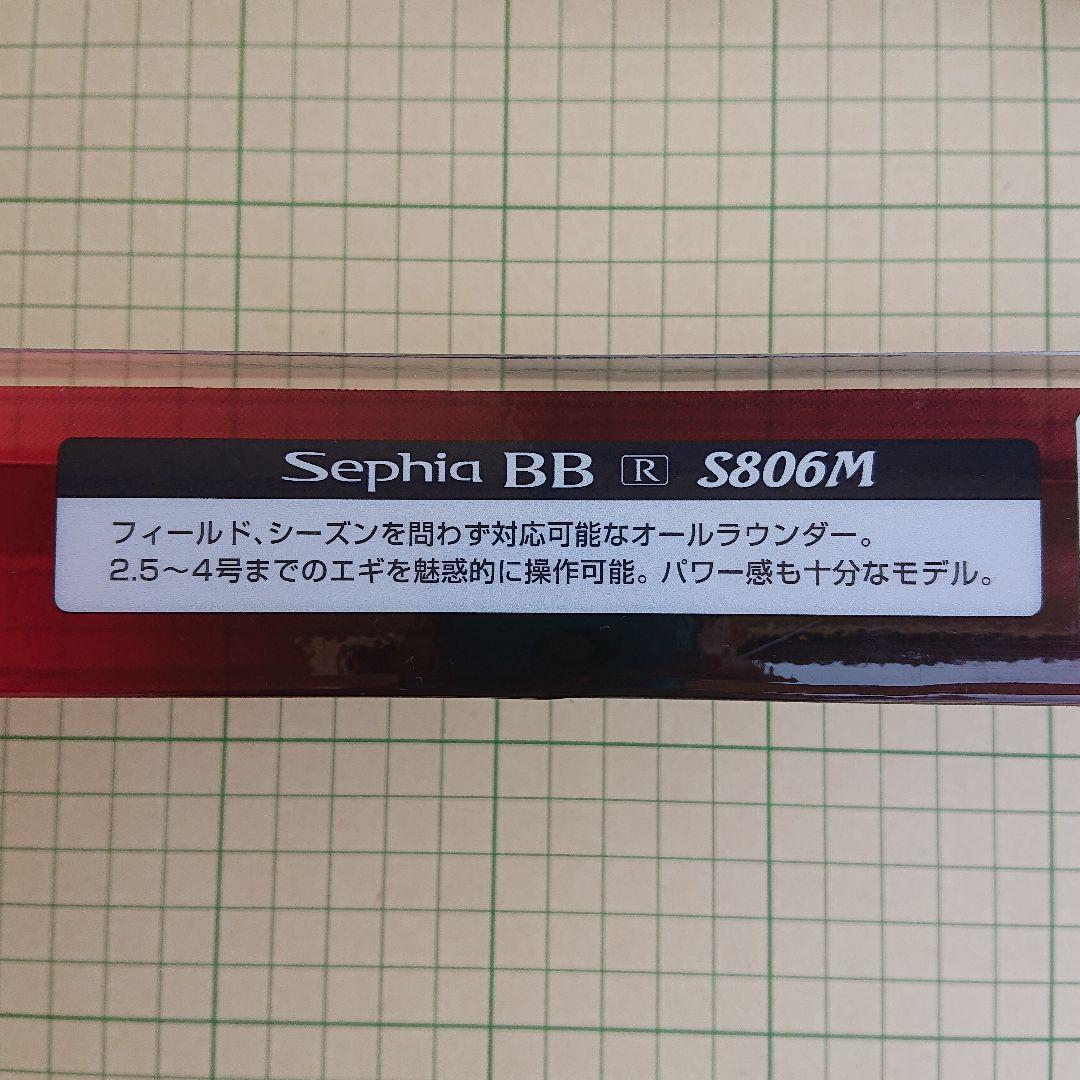 Sephia BB R S806M
フィールド、シーズンを問わず対応可能なオールラウンダー。
2.5～4号までのエギを魅惑的に操作可能。パワー感も十分なモデル。